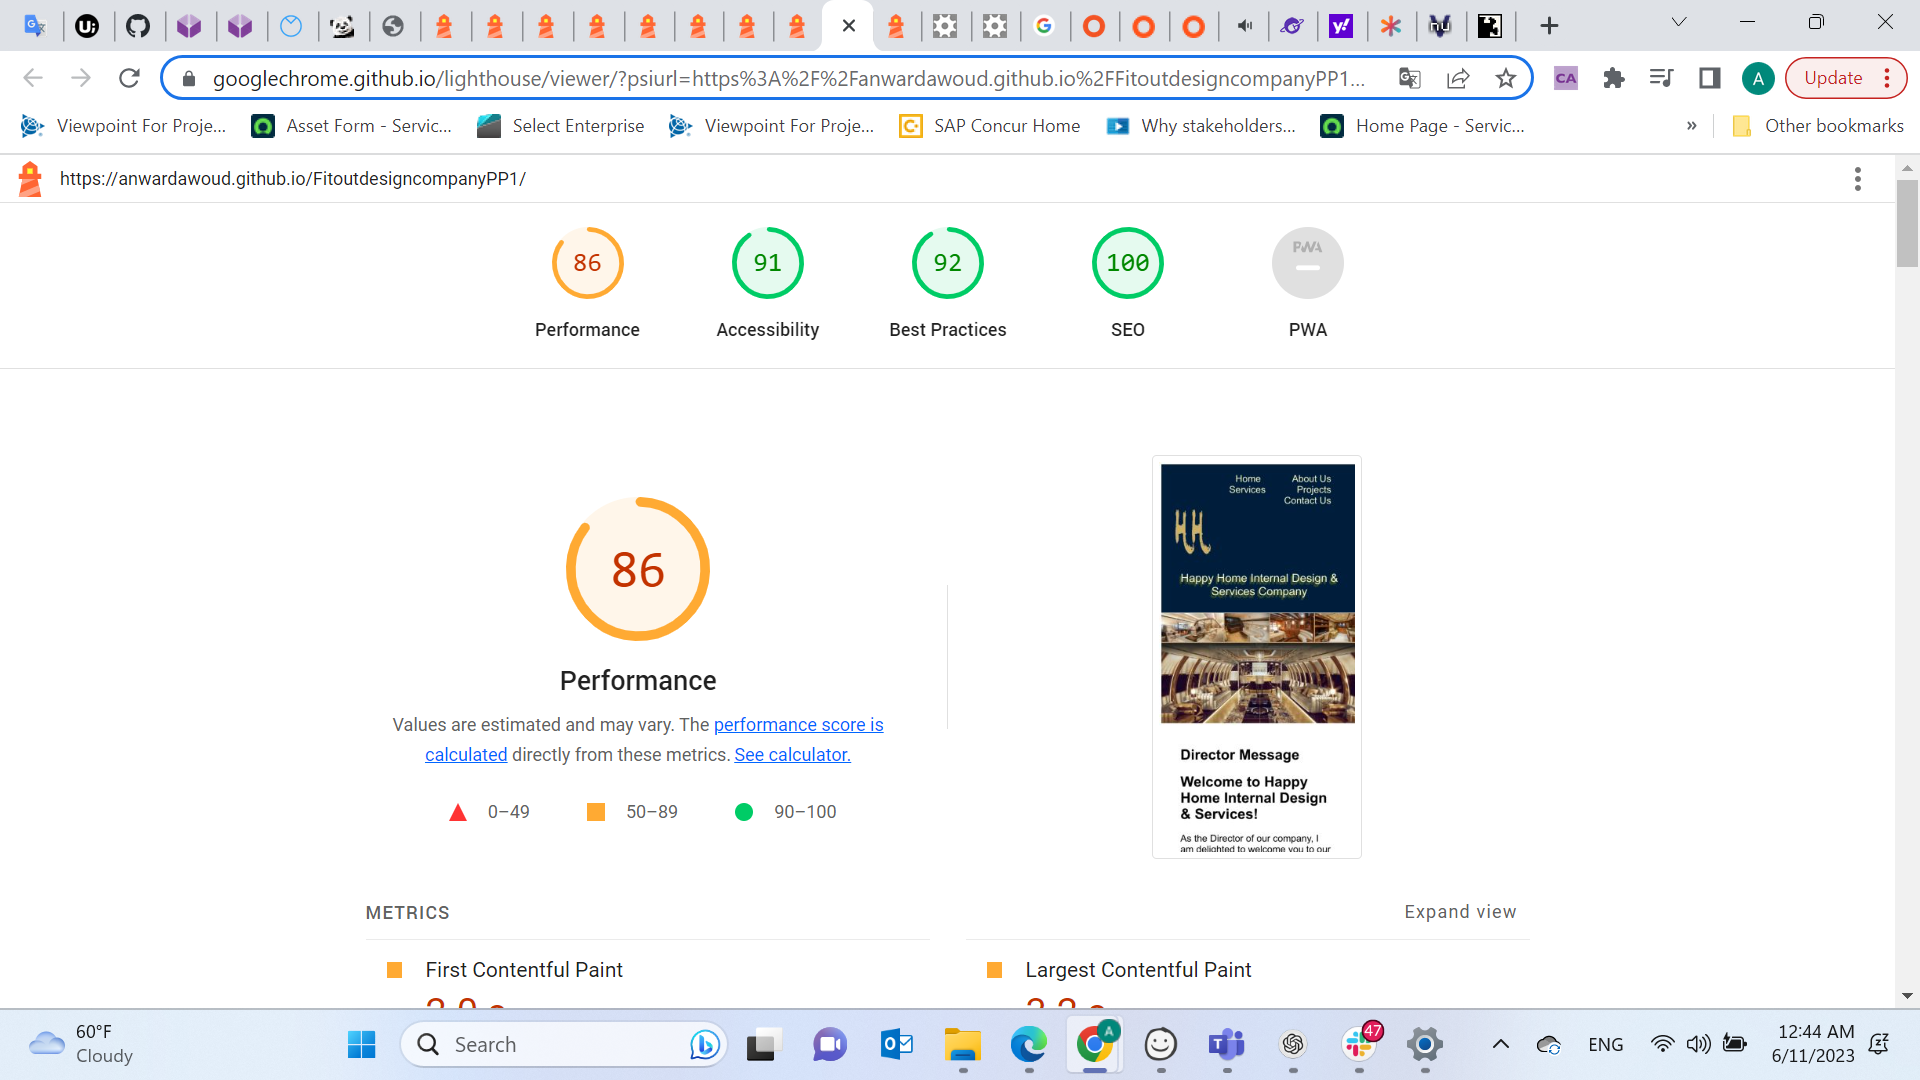 googlechrome.github.io/lighthouse/viewer/?psiurl=https%3A%2F%2Fanwardawoud.github.io%2FFitoutdesigncompanyPP1...
CA
A
Update
Viewpoint For Proje...
Asset Form - Servic...
Select Enterprise
Viewpoint For Proje...
SAP Concur Home
Why stakeholders...
Home Page - Servic...
»
Other bookmarks
https://anwardawoud.github.io/FitoutdesigncompanyPP1/
86
91
92
100
PWA
Performance
Accessibility
Best Practices
SEO
PWA
Home
About Us
Services
Projects
Contact Us
HH
Happy Home Internal Design &
Services Company
86
Performance
Values are estimated and may vary. The performance score is
calculated directly from these metrics. See calculator.
0–49
50–89
90–100
Director Message
Welcome to Happy
Home Internal Design
& Services!
As the Director of our company, I
am delighted to welcome you to our
METRICS
Expand view
First Contentful Paint
Largest Contentful Paint
60°F
Cloudy
Search
A
47
ENG
12:44 AM
6/11/2023